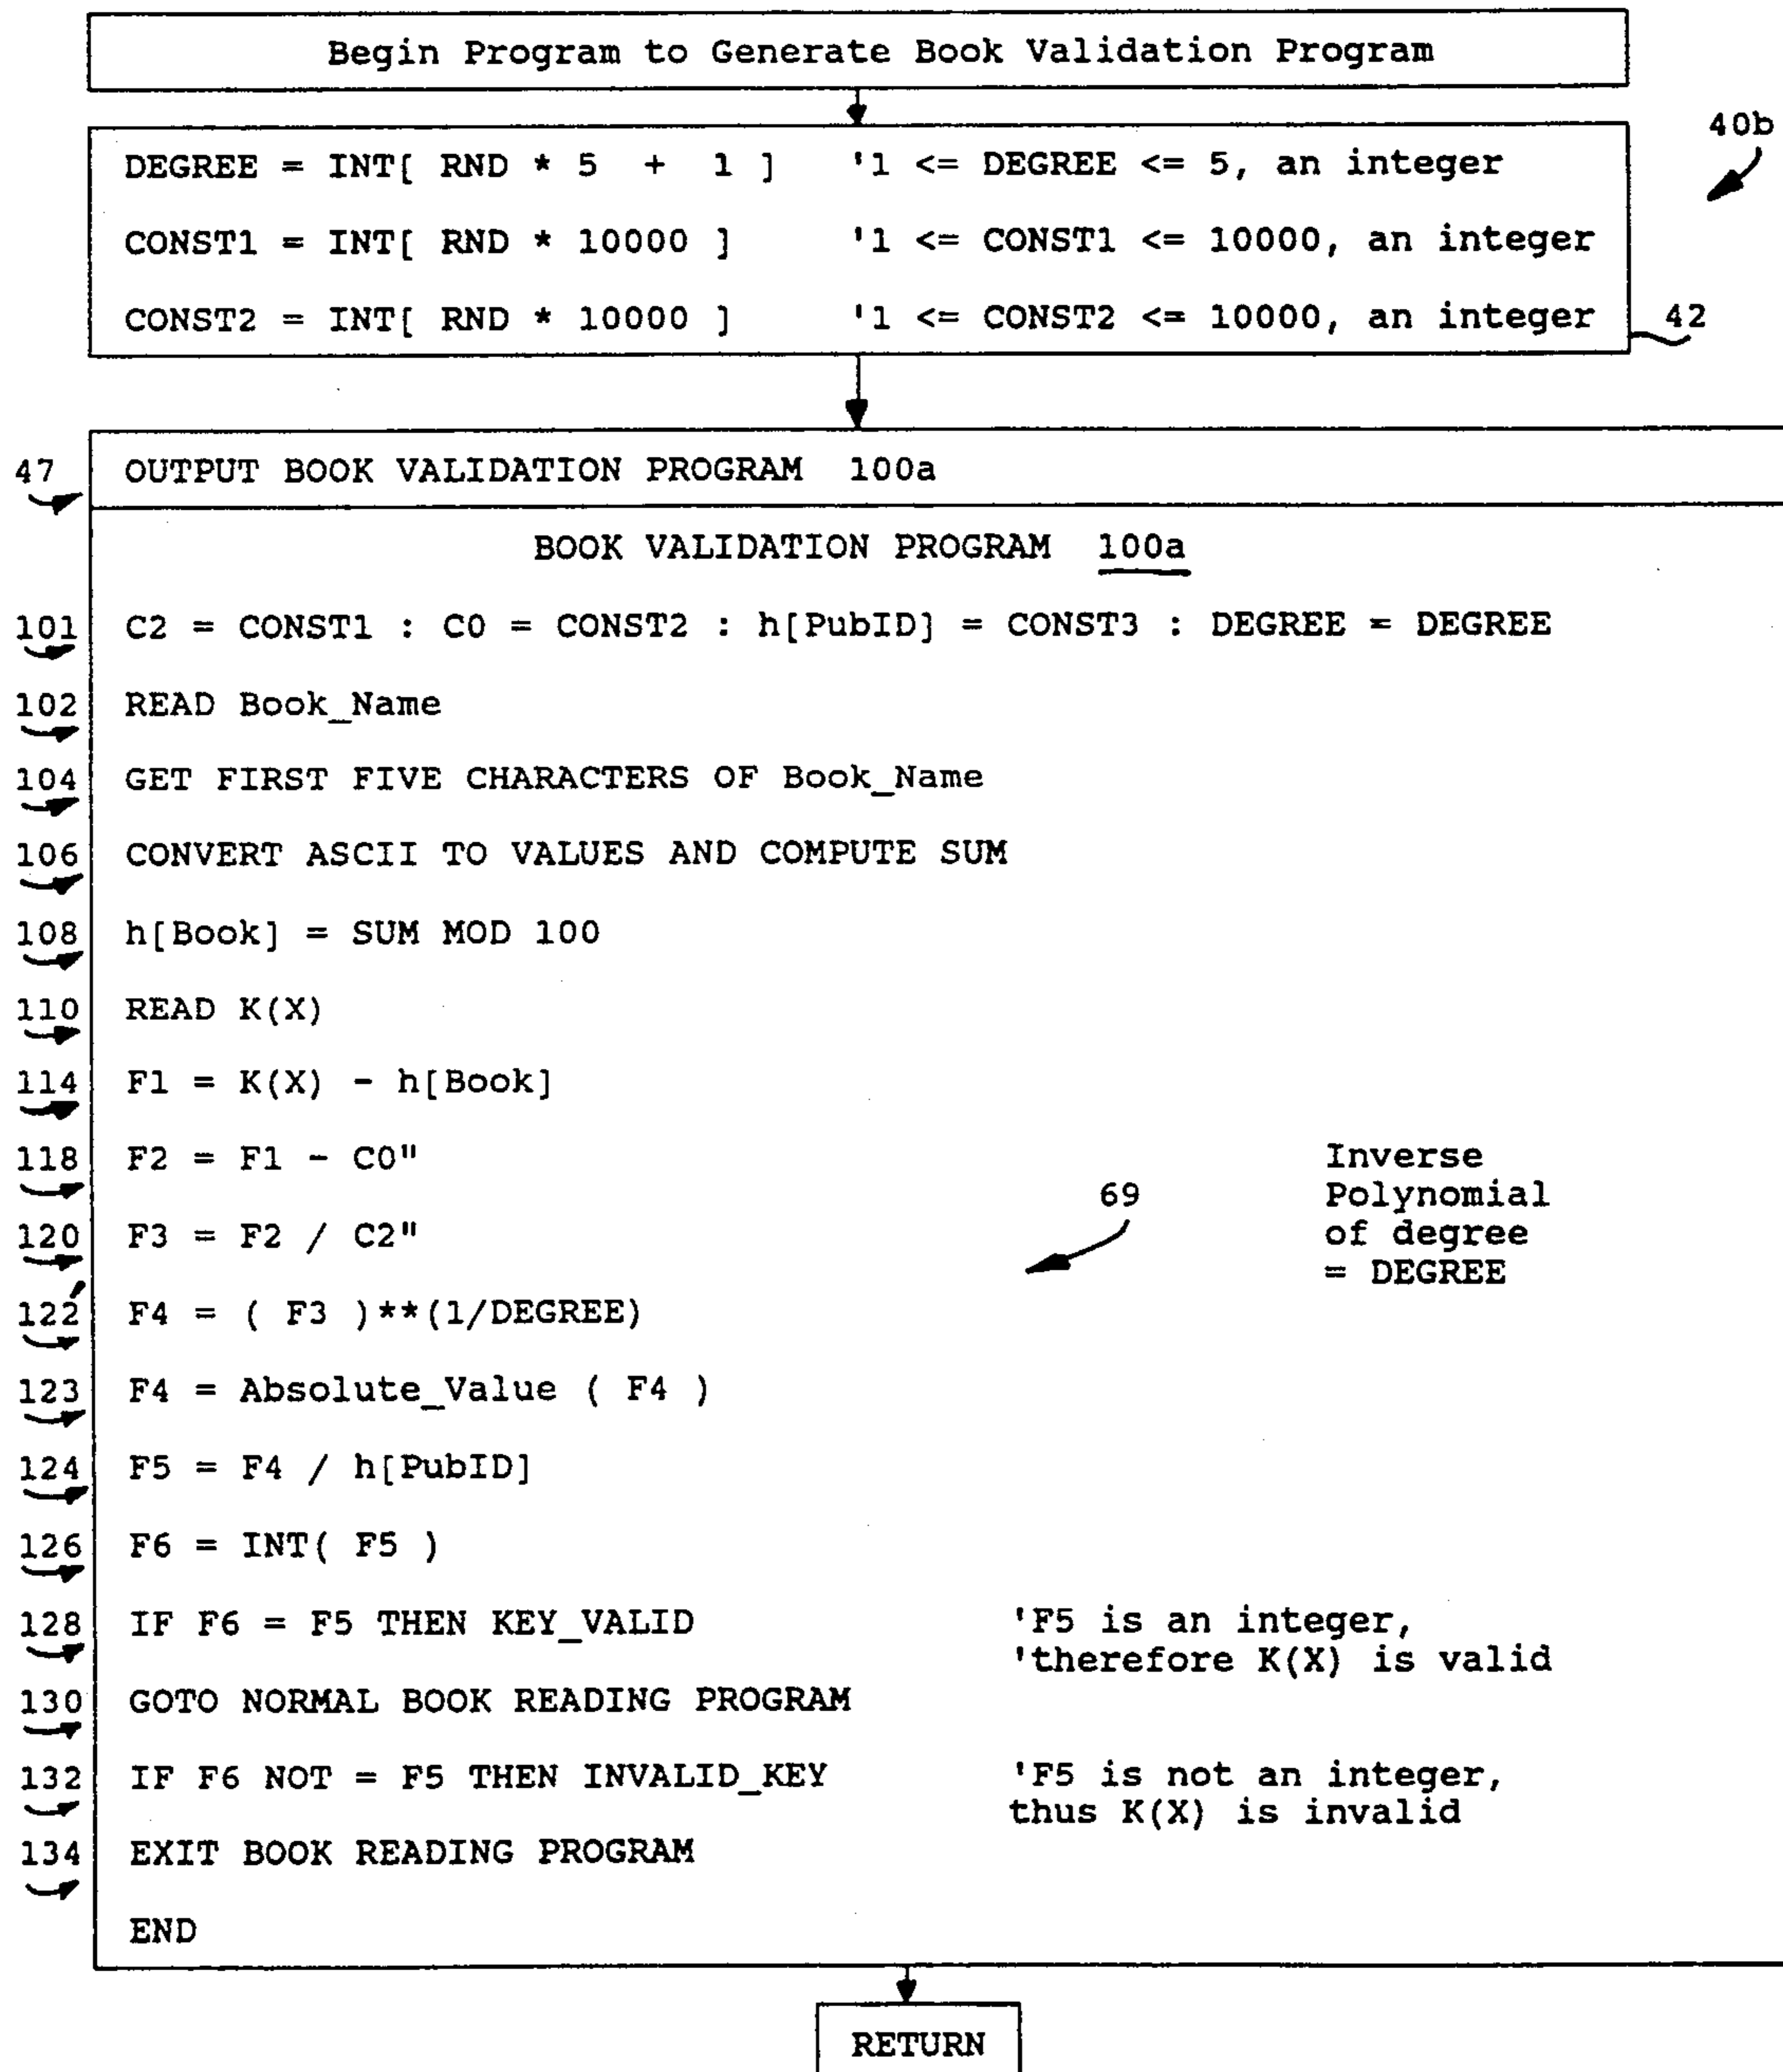 Begin Program to Generate Book Validation Program
40b
DEGREE = INT[ RND * 5 + 1 ] '1 <= DEGREE <= 5, an integer
CONST1 = INT[ RND * 10000 ] '1 <= CONST1 <= 10000, an integer
CONST2 = INT[ RND * 10000 ] '1 <= CONST2 <= 10000, an integer 42
47 OUTPUT BOOK VALIDATION PROGRAM 100a
BOOK VALIDATION PROGRAM 100a
101 C2 = CONST1 : C0 = CONST2 : h[PubID] = CONST3 : DEGREE = DEGREE
102 READ Book_Name
104 GET FIRST FIVE CHARACTERS OF Book_Name
106 CONVERT ASCII TO VALUES AND COMPUTE SUM
108 h[Book] = SUM MOD 100
110 READ K(X)
114 F1 = K(X) - h[Book]
118 F2 = F1 - C0"
120 F3 = F2 / C2"
69
Inverse
Polynomial
of degree
= DEGREE
122' F4 = ( F3 )**(1/DEGREE)
123 F4 = Absolute_Value ( F4 )
124 F5 = F4 / h[PubID]
126 F6 = INT( F5 )
128 IF F6 = F5 THEN KEY_VALID 'F5 is an integer,
'therefore K(X) is valid
130 GOTO NORMAL BOOK READING PROGRAM
132 IF F6 NOT = F5 THEN INVALID_KEY 'F5 is not an integer,
thus K(X) is invalid
134 EXIT BOOK READING PROGRAM
END
RETURN